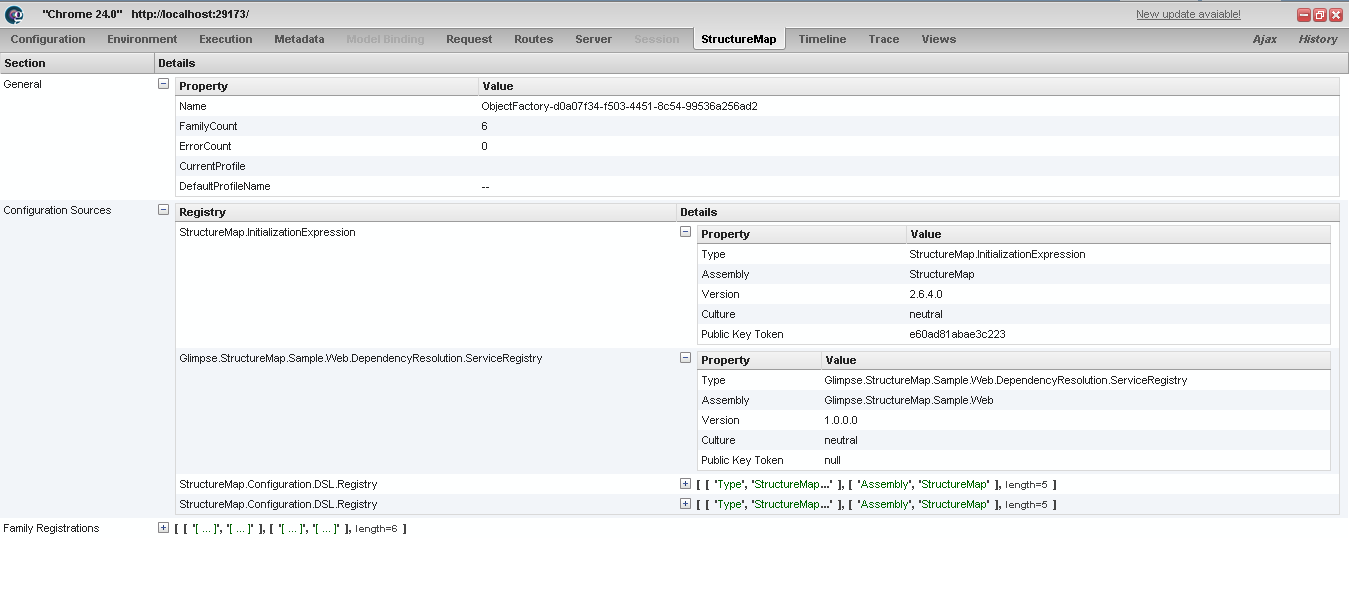 "Chrome 24.0" http://localhost:29173/ New update avaiable!
Configuration Environment Execution Metadata Model Binding Request Routes Server Session StructureMap Timeline Trace Views Ajax History
Section Details
General Property Value
Name ObjectFactory-d0a07f34-f503-4451-8c54-99536a256ad2
FamilyCount 6
ErrorCount 0
CurrentProfile
DefaultProfileName --
Configuration Sources Registry Details
StructureMap.InitializationExpression Property Value
Type StructureMap.InitializationExpression
Assembly StructureMap
Version 2.6.4.0
Culture neutral
Public Key Token e60ad81abae3c223
Glimpse.StructureMap.Sample.Web.DependencyResolution.ServiceRegistry Property Value
Type Glimpse.StructureMap.Sample.Web.DependencyResolution.ServiceRegistry
Assembly Glimpse.StructureMap.Sample.Web
Version 1.0.0.0
Culture neutral
Public Key Token null
StructureMap.Configuration.DSL.Registry [ [ 'Type', 'StructureMap...' ], [ 'Assembly', 'StructureMap' ], length=5 ]
StructureMap.Configuration.DSL.Registry [ [ 'Type', 'StructureMap...' ], [ 'Assembly', 'StructureMap' ], length=5 ]
Family Registrations [ [ '[ ... ]', '[ ... ]' ], [ '[ ... ]', '[ ... ]' ], length=6 ]